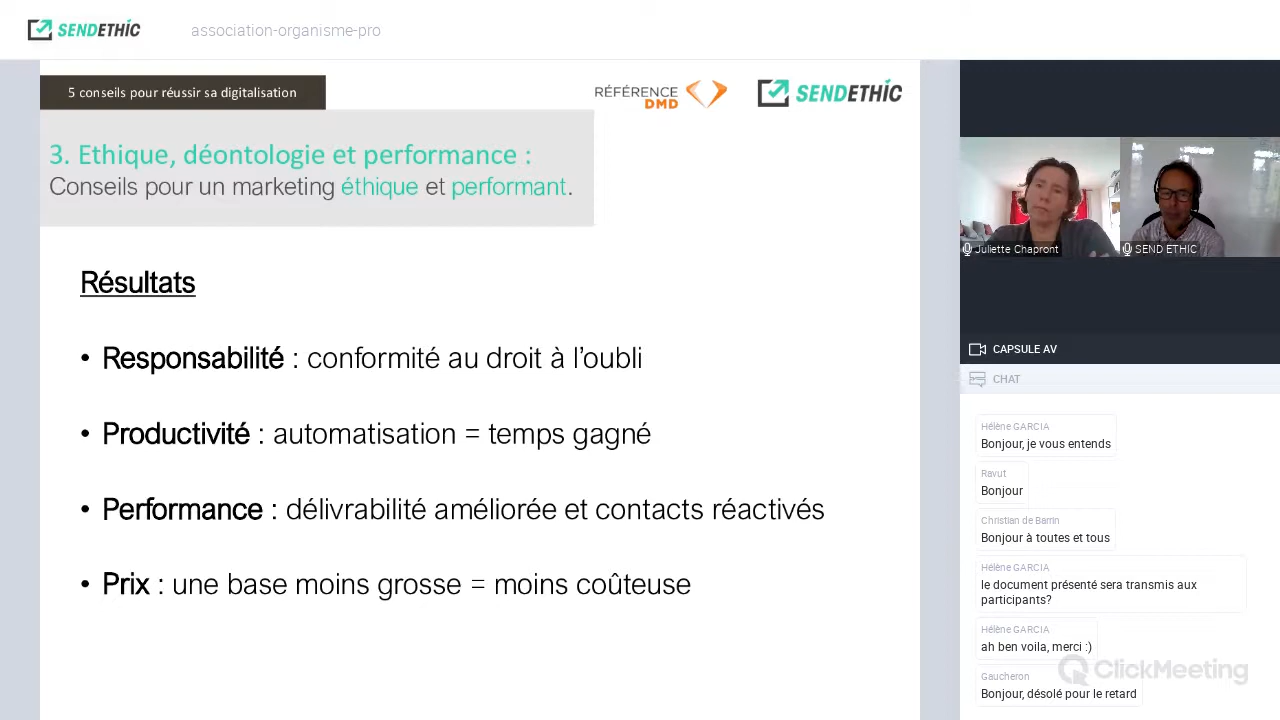 SENDETHIC
association-organisme-pro
5 conseils pour réussir sa digitalisation
RÉFÉRENCE
DMD
SENDETHIC
3. Ethique, déontologie et performance :
Conseils pour un marketing éthique et performant.
Résultats
• Responsabilité : conformité au droit à l’oubli
• Productivité : automatisation = temps gagné
• Performance : délivrabilité améliorée et contacts réactivés
• Prix : une base moins grosse = moins coûteuse
Juliette Chapront
SEND ETHIC
CAPSULE AV
CHAT
Hélène GARCIA
Bonjour, je vous entends
Ravut
Bonjour
Christian de Barrin
Bonjour à toutes et tous
Hélène GARCIA
le document présenté sera transmis aux
participants?
Hélène GARCIA
ah ben voila, merci :)
Gaucheron
Bonjour, désolé pour le retard
ClickMeeting